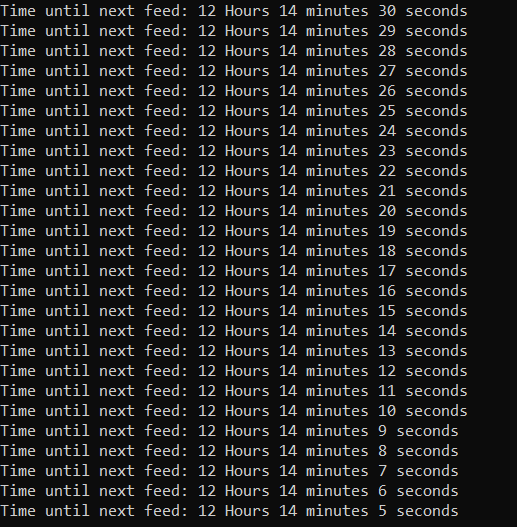 Time until next feed: 12 Hours 14 minutes 30 seconds
Time until next feed: 12 Hours 14 minutes 29 seconds
Time until next feed: 12 Hours 14 minutes 28 seconds
Time until next feed: 12 Hours 14 minutes 27 seconds
Time until next feed: 12 Hours 14 minutes 26 seconds
Time until next feed: 12 Hours 14 minutes 25 seconds
Time until next feed: 12 Hours 14 minutes 24 seconds
Time until next feed: 12 Hours 14 minutes 23 seconds
Time until next feed: 12 Hours 14 minutes 22 seconds
Time until next feed: 12 Hours 14 minutes 21 seconds
Time until next feed: 12 Hours 14 minutes 20 seconds
Time until next feed: 12 Hours 14 minutes 19 seconds
Time until next feed: 12 Hours 14 minutes 18 seconds
Time until next feed: 12 Hours 14 minutes 17 seconds
Time until next feed: 12 Hours 14 minutes 16 seconds
Time until next feed: 12 Hours 14 minutes 15 seconds
Time until next feed: 12 Hours 14 minutes 14 seconds
Time until next feed: 12 Hours 14 minutes 13 seconds
Time until next feed: 12 Hours 14 minutes 12 seconds
Time until next feed: 12 Hours 14 minutes 11 seconds
Time until next feed: 12 Hours 14 minutes 10 seconds
Time until next feed: 12 Hours 14 minutes 9 seconds
Time until next feed: 12 Hours 14 minutes 8 seconds
Time until next feed: 12 Hours 14 minutes 7 seconds
Time until next feed: 12 Hours 14 minutes 6 seconds
Time until next feed: 12 Hours 14 minutes 5 seconds